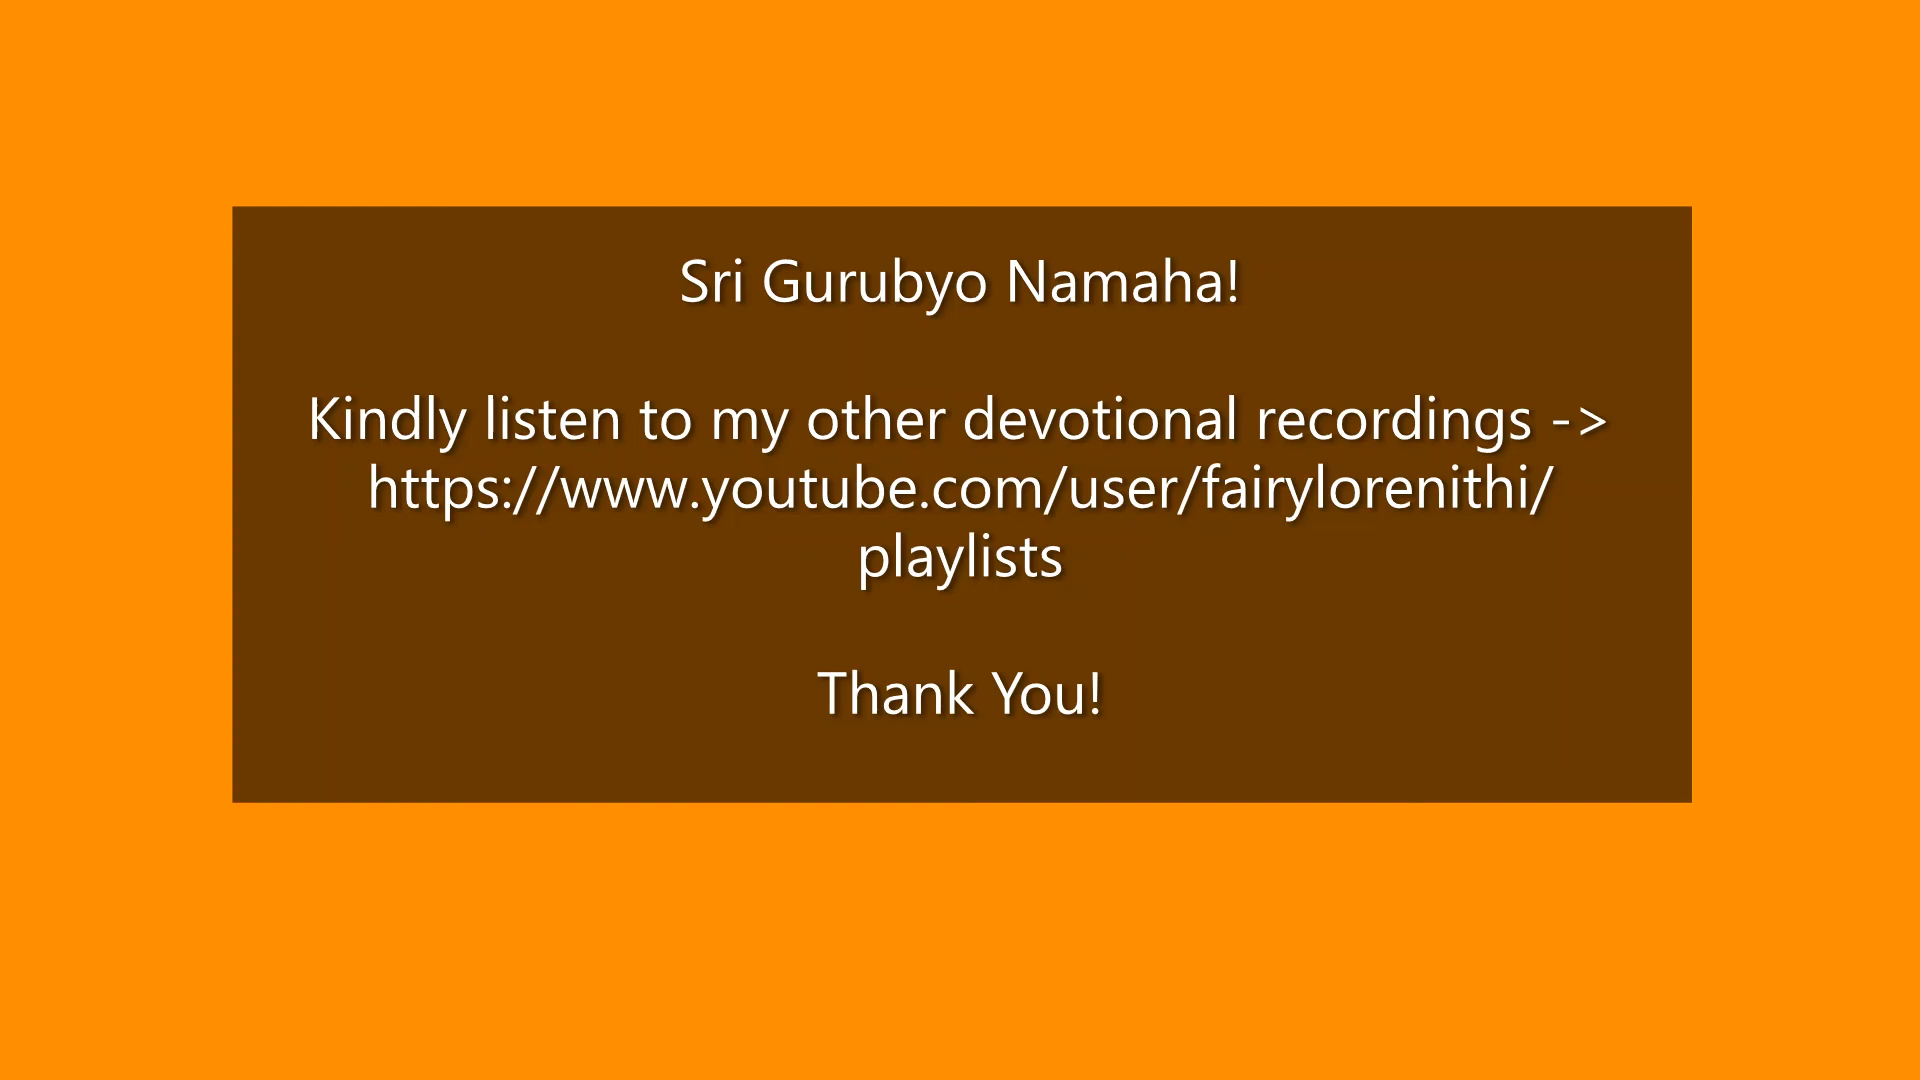 Sri Gurubyo Namaha!
Kindly listen to my other devotional recordings ->
https://www.youtube.com/user/fairylorenithi/
playlists
Thank You!